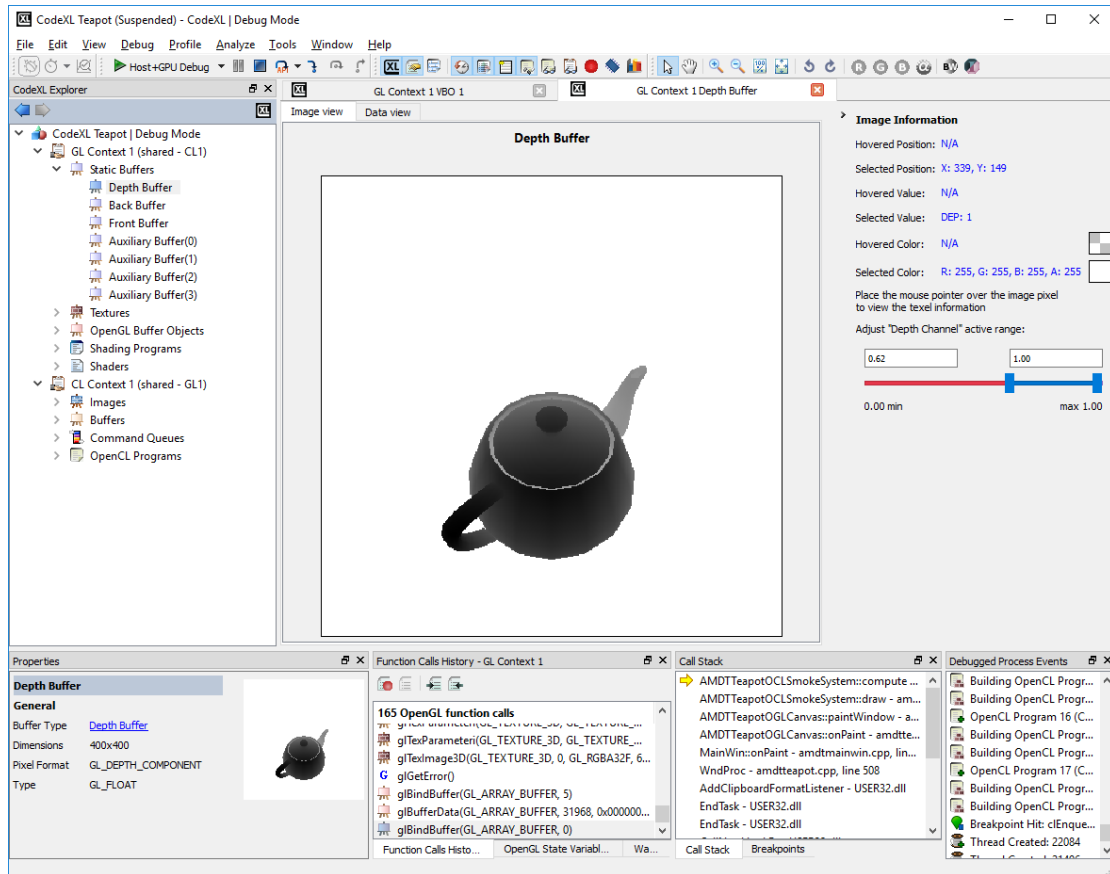 CodeXL Teapot (Suspended) - CodeXL | Debug Mode
File Edit View Debug Profile Analyze Tools Window Help
Host+GPU Debug
CodeXL Explorer
GL Context 1 VBO 1
GL Context 1 Depth Buffer
Image view Data view
CodeXL Teapot | Debug Mode
GL Context 1 (shared - CL1)
Static Buffers
Depth Buffer
Back Buffer
Front Buffer
Auxiliary Buffer(0)
Auxiliary Buffer(1)
Auxiliary Buffer(2)
Auxiliary Buffer(3)
Textures
OpenGL Buffer Objects
Shading Programs
Shaders
CL Context 1 (shared - GL1)
Images
Buffers
Command Queues
OpenCL Programs
Depth Buffer
Image Information
Hovered Position: N/A
Selected Position: X: 339, Y: 149
Hovered Value: N/A
Selected Value: DEP: 1
Hovered Color: N/A
Selected Color: R: 255, G: 255, B: 255, A: 255
Place the mouse pointer over the image pixel
to view the texel information
Adjust "Depth Channel" active range:
0.62 1.00
0.00 min max 1.00
Properties
Depth Buffer
General
Buffer Type Depth Buffer
Dimensions 400x400
Pixel Format GL_DEPTH_COMPONENT
Type GL_FLOAT
Function Calls History - GL Context 1
165 OpenGL function calls
glTexParameteri(GL_TEXTURE_3D, GL_TEXTURE_...
glTexParameteri(GL_TEXTURE_3D, GL_TEXTURE_...
glTexImage3D(GL_TEXTURE_3D, 0, GL_RGBA32F, 6...
glGetError()
glBindBuffer(GL_ARRAY_BUFFER, 5)
glBufferData(GL_ARRAY_BUFFER, 31968, 0x000000...
glBindBuffer(GL_ARRAY_BUFFER, 0)
Function Calls Histo... OpenGL State Variabl... Wa...
Call Stack
AMDTTeapotOCLSmokeSystem::compute ...
AMDTTeapotOCLSmokeSystem::draw - am...
AMDTTeapotOGLCanvas::paintWindow - a...
AMDTTeapotOGLCanvas::onPaint - amdtte...
MainWin::onPaint - amdtmainwin.cpp, lin...
WndProc - amdtteapot.cpp, line 508
AddClipboardFormatListener - USER32.dll
EndTask - USER32.dll
EndTask - USER32.dll
Call Stack Breakpoints
Debugged Process Events
Building OpenCL Progr...
Building OpenCL Progr...
OpenCL Program 16 (C...
Building OpenCL Progr...
Building OpenCL Progr...
OpenCL Program 17 (C...
Building OpenCL Progr...
Building OpenCL Progr...
Breakpoint Hit: clEnque...
Thread Created: 22084